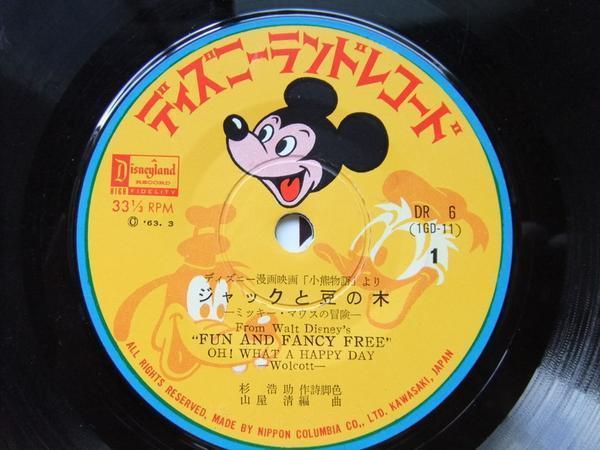 ディズニーランドレコード
Disneyland
RECORD
HIGH FIDELITY
33⅓ RPM
© '63. 3
DR 6
(1GD-11)
1
ディズニー漫画映画「小熊物語」より
ジャックと豆の木
―ミッキー・マウスの冒険―
From Walt Disney's
"FUN AND FANCY FREE"
OH! WHAT A HAPPY DAY
―Wolcott―
杉 浩助 作詩脚色
山屋 清 編 曲
ALL RIGHTS RESERVED. MADE BY NIPPON COLUMBIA CO., LTD. KAWASAKI, JAPAN